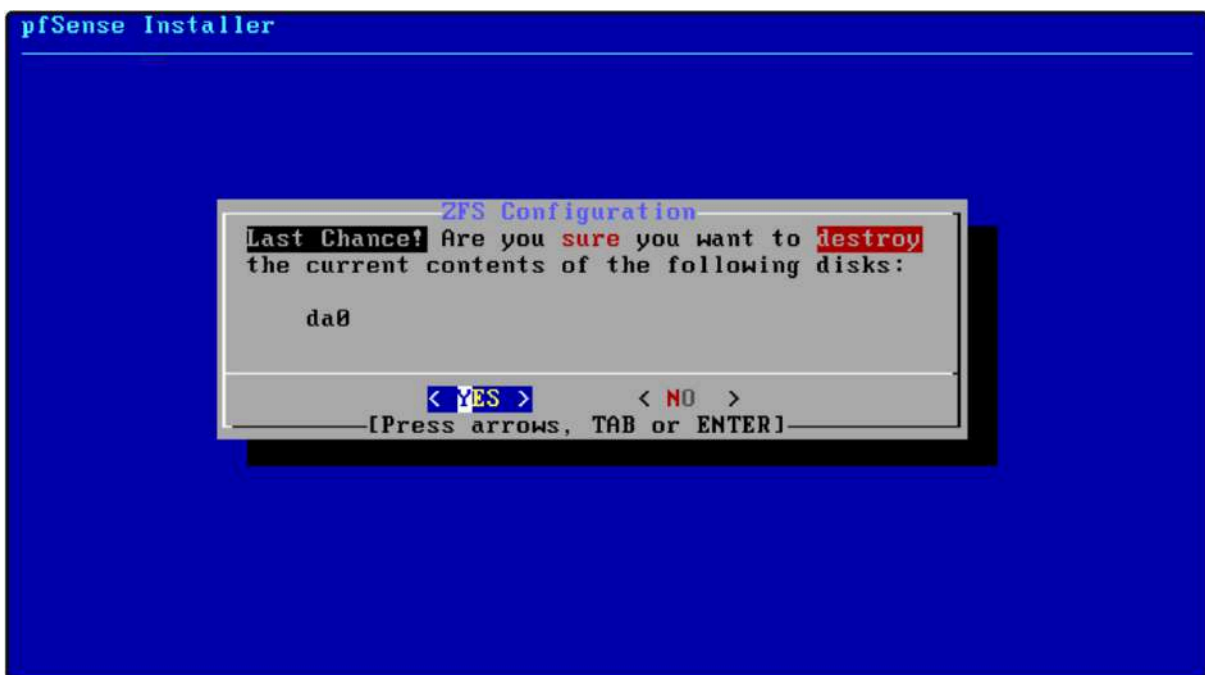 pfSense Installer
ZFS Configuration
Last Chance! Are you sure you want to destroy
the current contents of the following disks:
da0
< YES > < NO >
[Press arrows, TAB or ENTER]